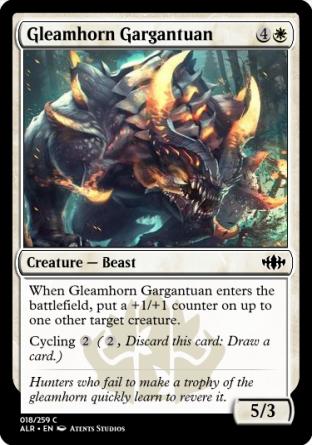 Gleamhorn Gargantuan 4
Creature — Beast
When Gleamhorn Gargantuan enters the
battlefield, put a +1/+1 counter on up to
one other target creature.
Cycling 2 ( 2 , Discard this card: Draw a
card.)
Hunters who fail to make a trophy of the
gleamhorn quickly learn to revere it.
5/3
018/259 C
ALR • EN Atents Studios